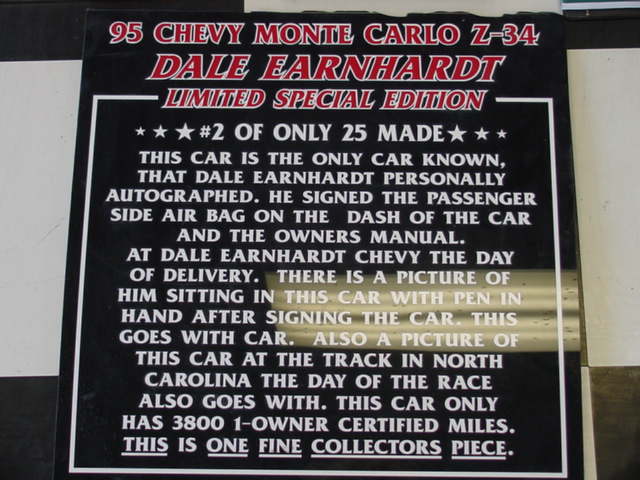 95 CHEVY MONTE CARLO Z-34
DALE EARNHARDT
LIMITED SPECIAL EDITION
★★★#2 OF ONLY 25 MADE★★★
THIS CAR IS THE ONLY CAR KNOWN,
THAT DALE EARNHARDT PERSONALLY
AUTOGRAPHED. HE SIGNED THE PASSENGER
SIDE AIR BAG ON THE DASH OF THE CAR
AND THE OWNERS MANUAL.
AT DALE EARNHARDT CHEVY THE DAY
OF DELIVERY. THERE IS A PICTURE OF
HIM SITTING IN THIS CAR WITH PEN IN
HAND AFTER SIGNING THE CAR. THIS
GOES WITH CAR. ALSO A PICTURE OF
THIS CAR AT THE TRACK IN NORTH
CAROLINA THE DAY OF THE RACE
ALSO GOES WITH. THIS CAR ONLY
HAS 3800 1-OWNER CERTIFIED MILES.
THIS IS ONE FINE COLLECTORS PIECE.